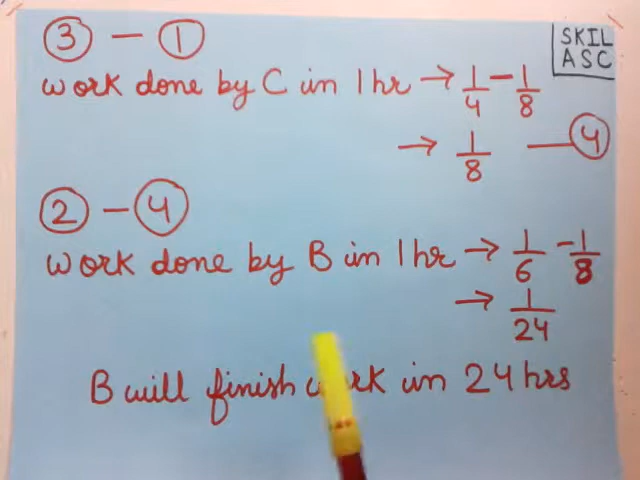 ③ — ①
SKIL
ASC
work done by C in 1 hr → 1/4 - 1/8
→ 1/8 — ④
② — ④
work done by B in 1 hr → 1/6 - 1/8
→ 1/24
B will finish work in 24 hrs